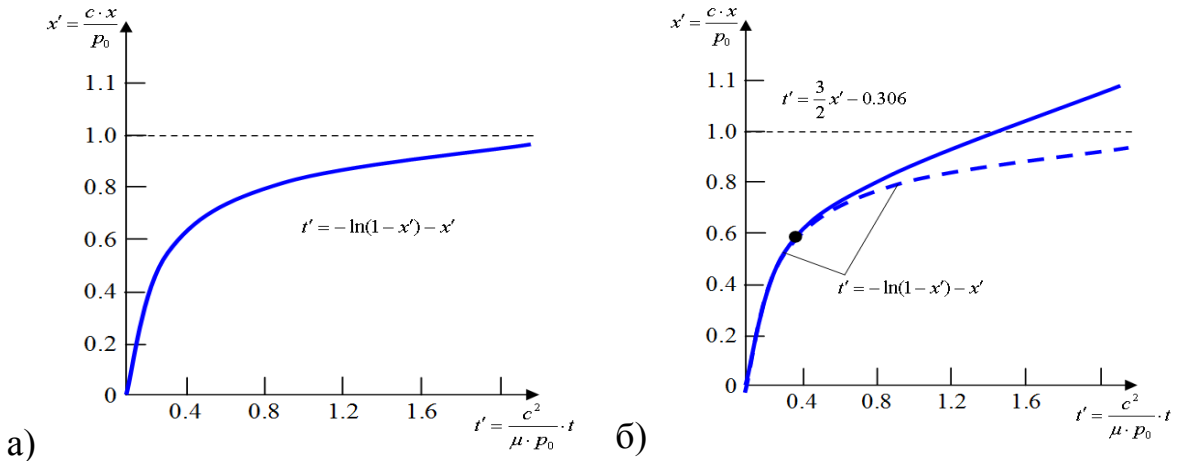 x′ = c · x / p₀
1.1
1.0
0.8
0.6
0.4
0.2
0
t′ = −ln(1 − x′) − x′
0.4
0.8
1.2
1.6
t′ = c² / μ · p₀ · t
а)
x′ = c · x / p₀
1.1
t′ = 3/2 x′ − 0.306
1.0
0.8
0.6
0.4
t′ = −ln(1 − x′) − x′
0.2
0
0.4
0.8
1.2
1.6
t′ = c² / μ · p₀ · t
б)